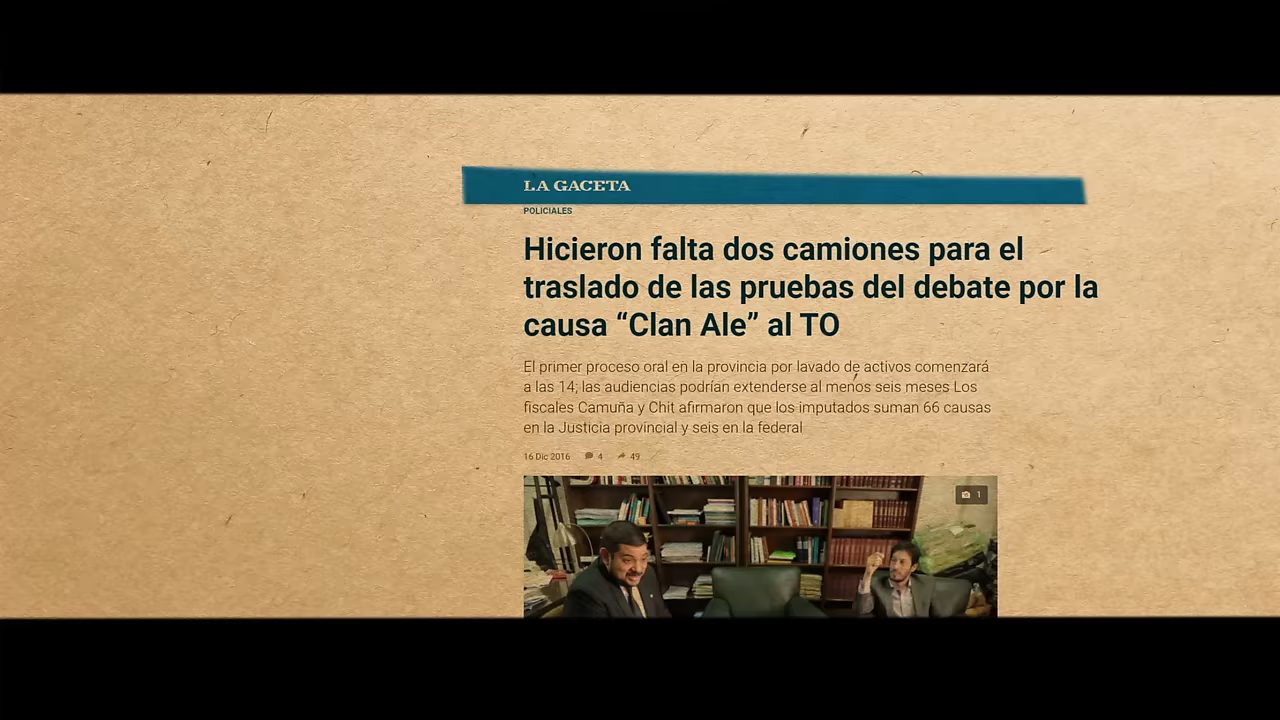 LA GACETA
POLICIALES
Hicieron falta dos camiones para el
traslado de las pruebas del debate por la
causa “Clan Ale” al TO
El primer proceso oral en la provincia por lavado de activos comenzará
a las 14; las audiencias podrían extenderse al menos seis meses Los
fiscales Camuña y Chit afirmaron que los imputados suman 66 causas
en la Justicia provincial y seis en la federal
16 Dic 2016 4 49
1